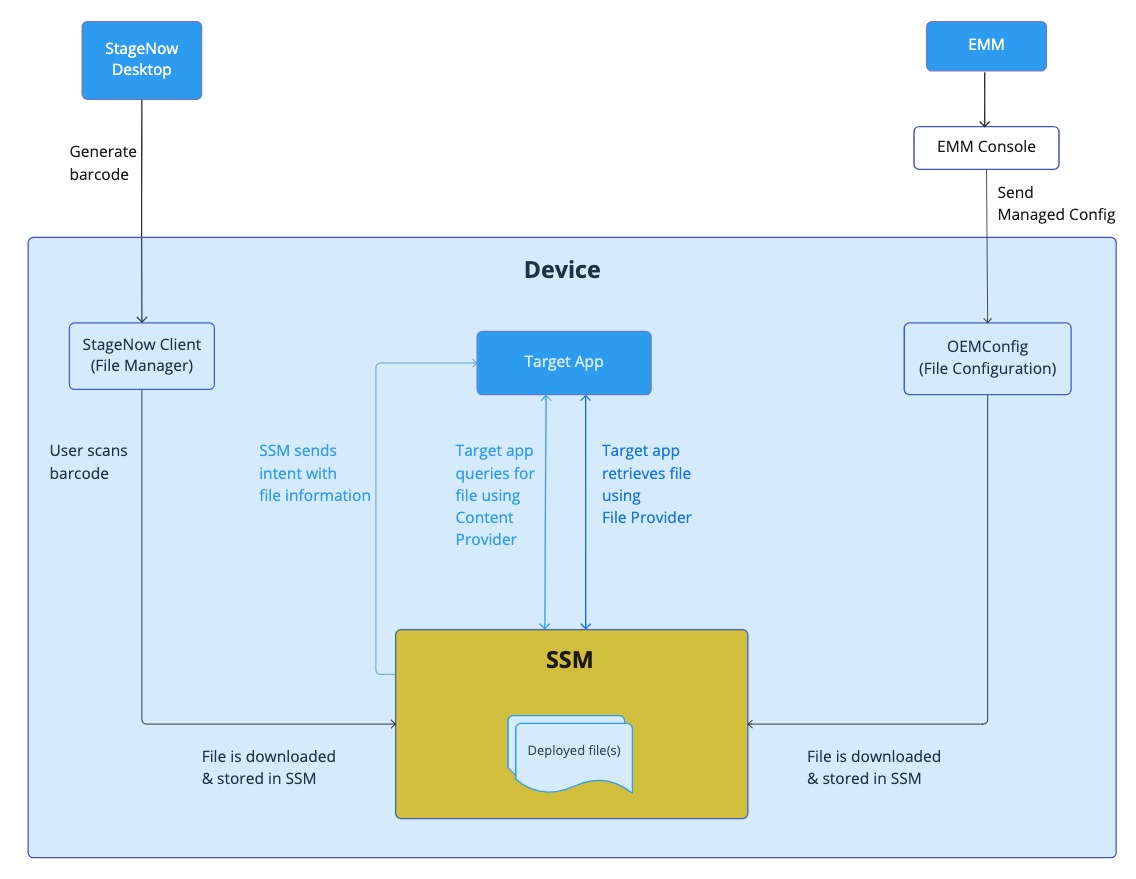 StageNow
Desktop
EMM
EMM Console
Generate
barcode
Send
Managed Config
Device
StageNow Client
(File Manager)
Target App
OEMConfig
(File Configuration)
User scans
barcode
SSM sends
intent with
file information
Target app
queries for
file using
Content
Provider
Target app
retrieves file
using
File Provider
SSM
Deployed file(s)
File is downloaded
& stored in SSM
File is downloaded
& stored in SSM